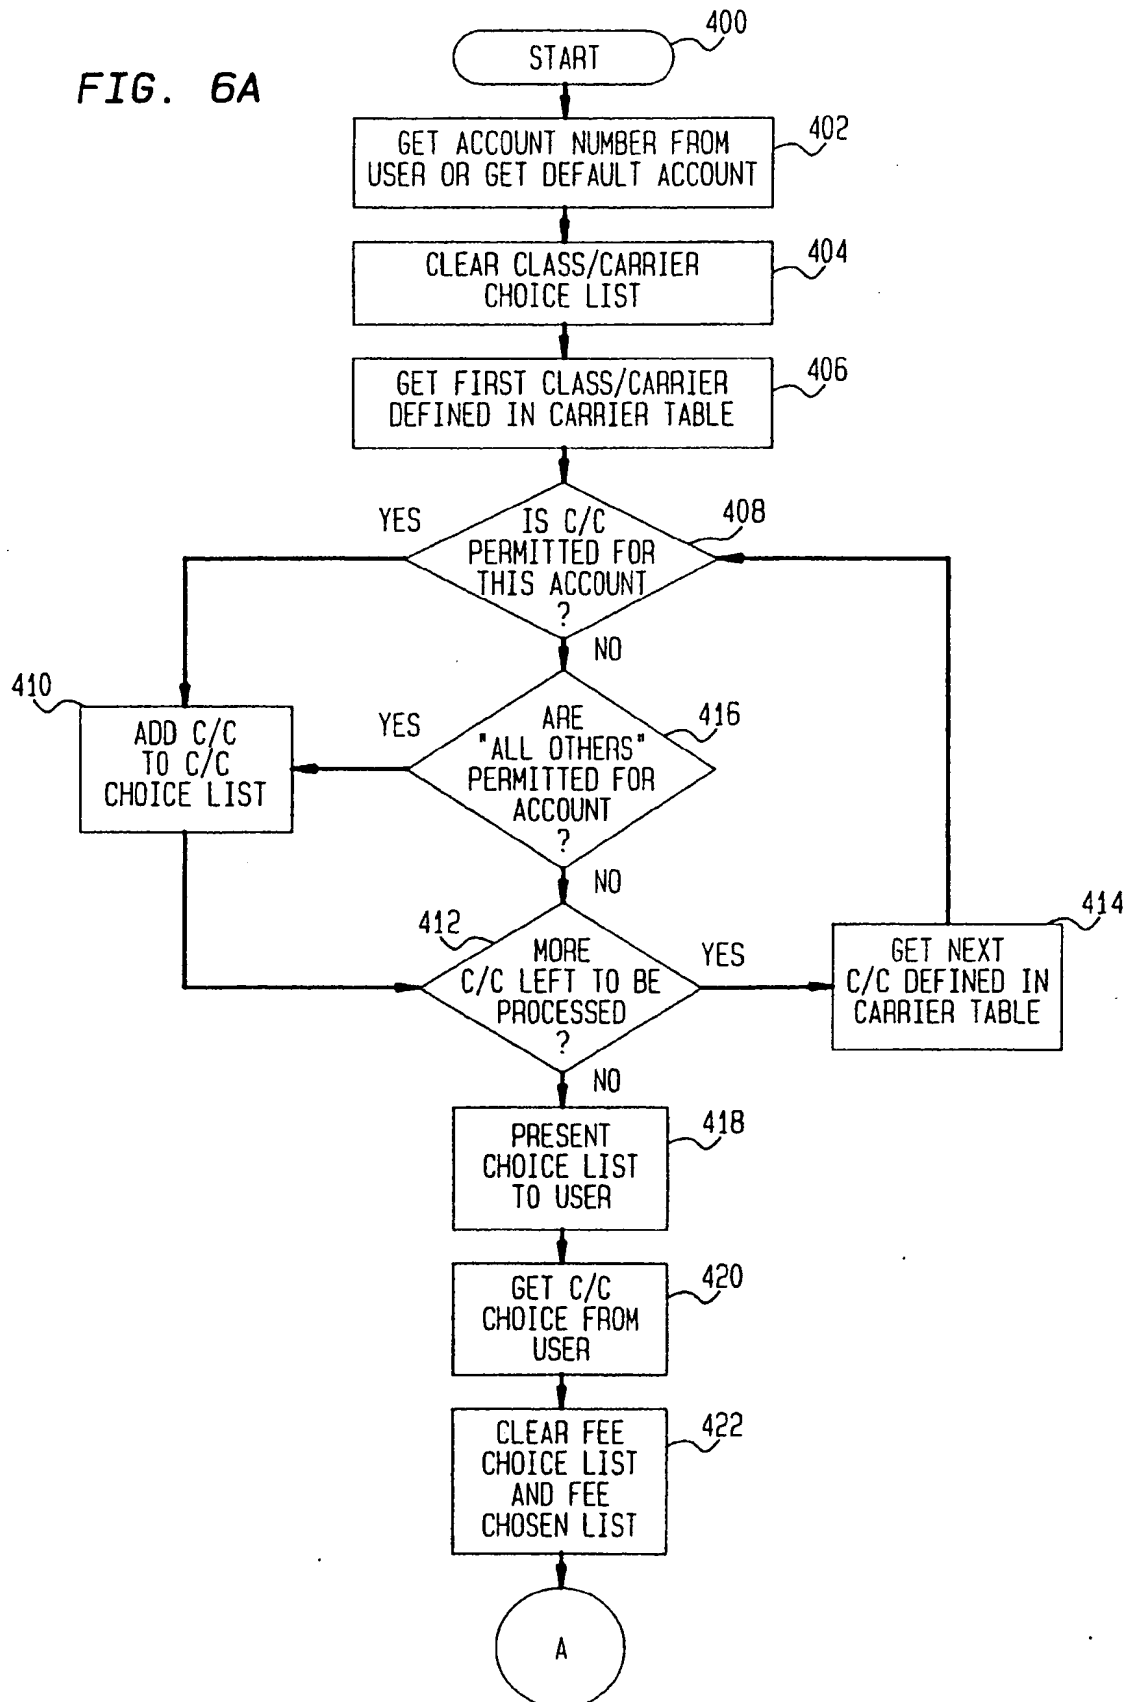 FIG. 6A
400
START
402
GET ACCOUNT NUMBER FROM
USER OR GET DEFAULT ACCOUNT
404
CLEAR CLASS/CARRIER
CHOICE LIST
406
GET FIRST CLASS/CARRIER
DEFINED IN CARRIER TABLE
408
YES
IS C/C
PERMITTED FOR
THIS ACCOUNT
?
NO
410
ADD C/C
TO C/C
CHOICE LIST
YES
416
ARE
"ALL OTHERS"
PERMITTED FOR
ACCOUNT
?
NO
412
MORE
C/C LEFT TO BE
PROCESSED
?
YES
414
GET NEXT
C/C DEFINED IN
CARRIER TABLE
NO
418
PRESENT
CHOICE LIST
TO USER
420
GET C/C
CHOICE FROM
USER
422
CLEAR FEE
CHOICE LIST
AND FEE
CHOSEN LIST
A